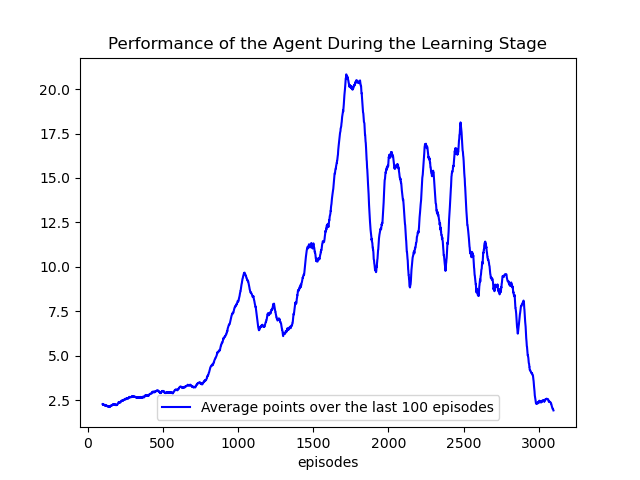 Performance of the Agent During the Learning Stage
20.0
17.5
15.0
12.5
10.0
7.5
5.0
2.5
Average points over the last 100 episodes
0 500 1000 1500 2000 2500 3000
episodes